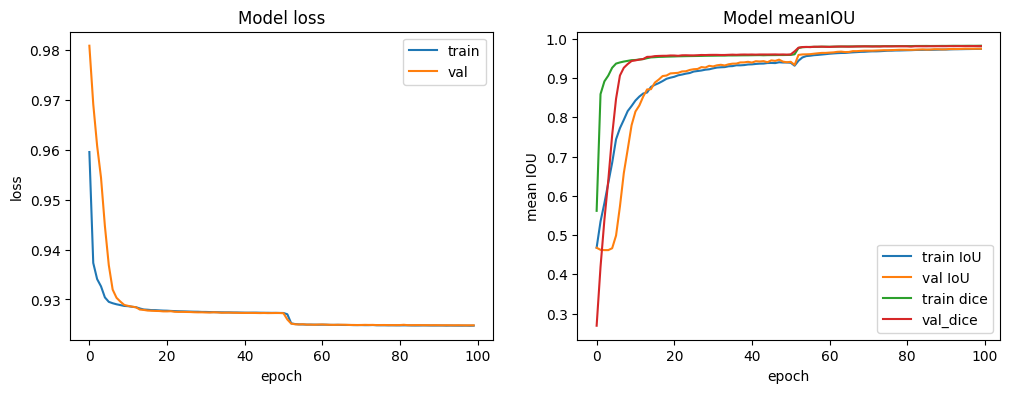 Model loss
0.98
0.97
0.96
0.95
0.94
0.93
loss
0 20 40 60 80 100
epoch
train
val
Model meanIOU
1.0
0.9
0.8
0.7
0.6
0.5
0.4
0.3
mean IOU
0 20 40 60 80 100
epoch
train IoU
val IoU
train dice
val_dice